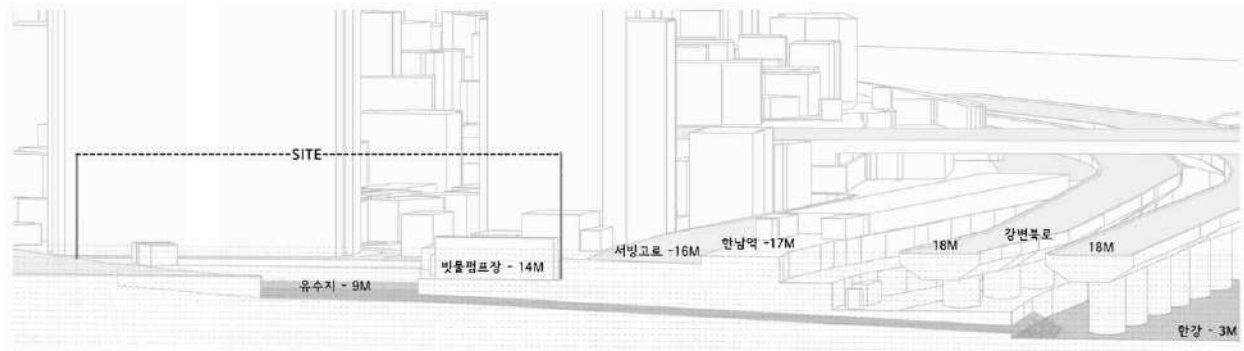 SITE
서빙고로 -16M
한남역 -17M
18M
강변북로
18M
빗물펌프장 - 14M
유수지 - 9M
한강 - 3M